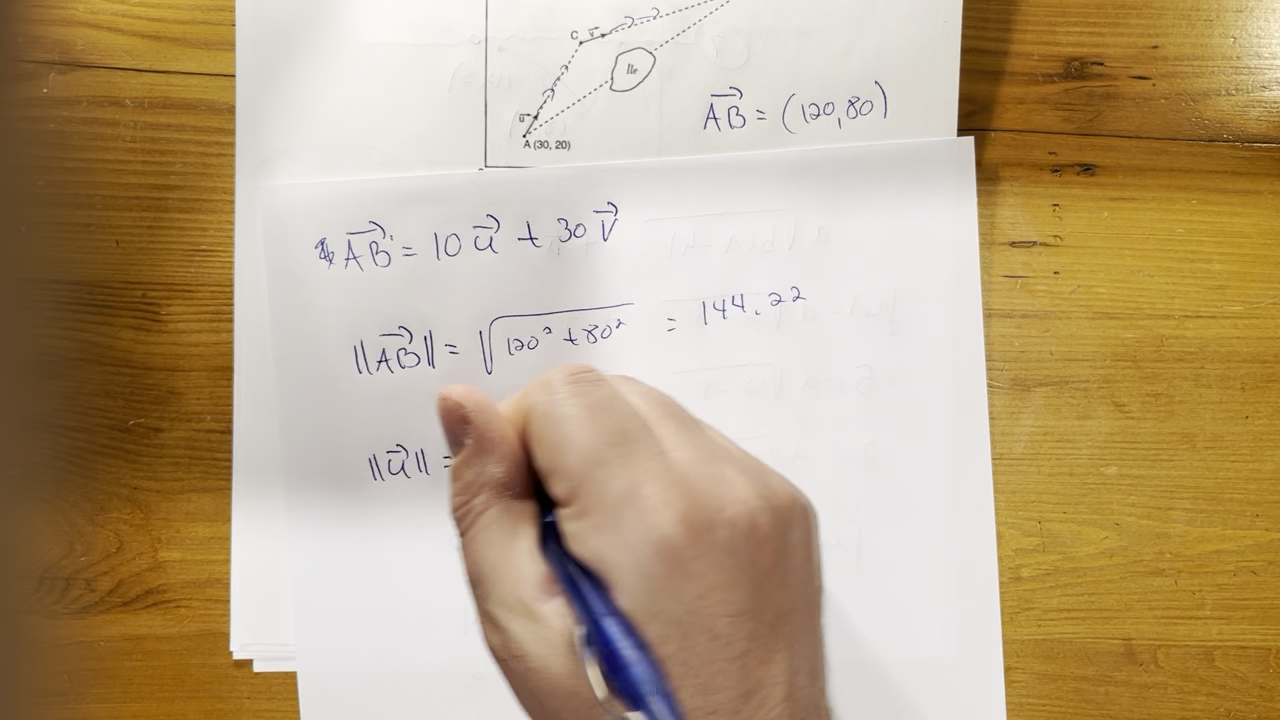 C v⃗
Ile
u⃗
A (30, 20)
AB⃗ = (120,80)
AB⃗ = 10 u⃗ + 30 v⃗
||AB⃗|| = √120² + 80² = 144.22
||u⃗|| =